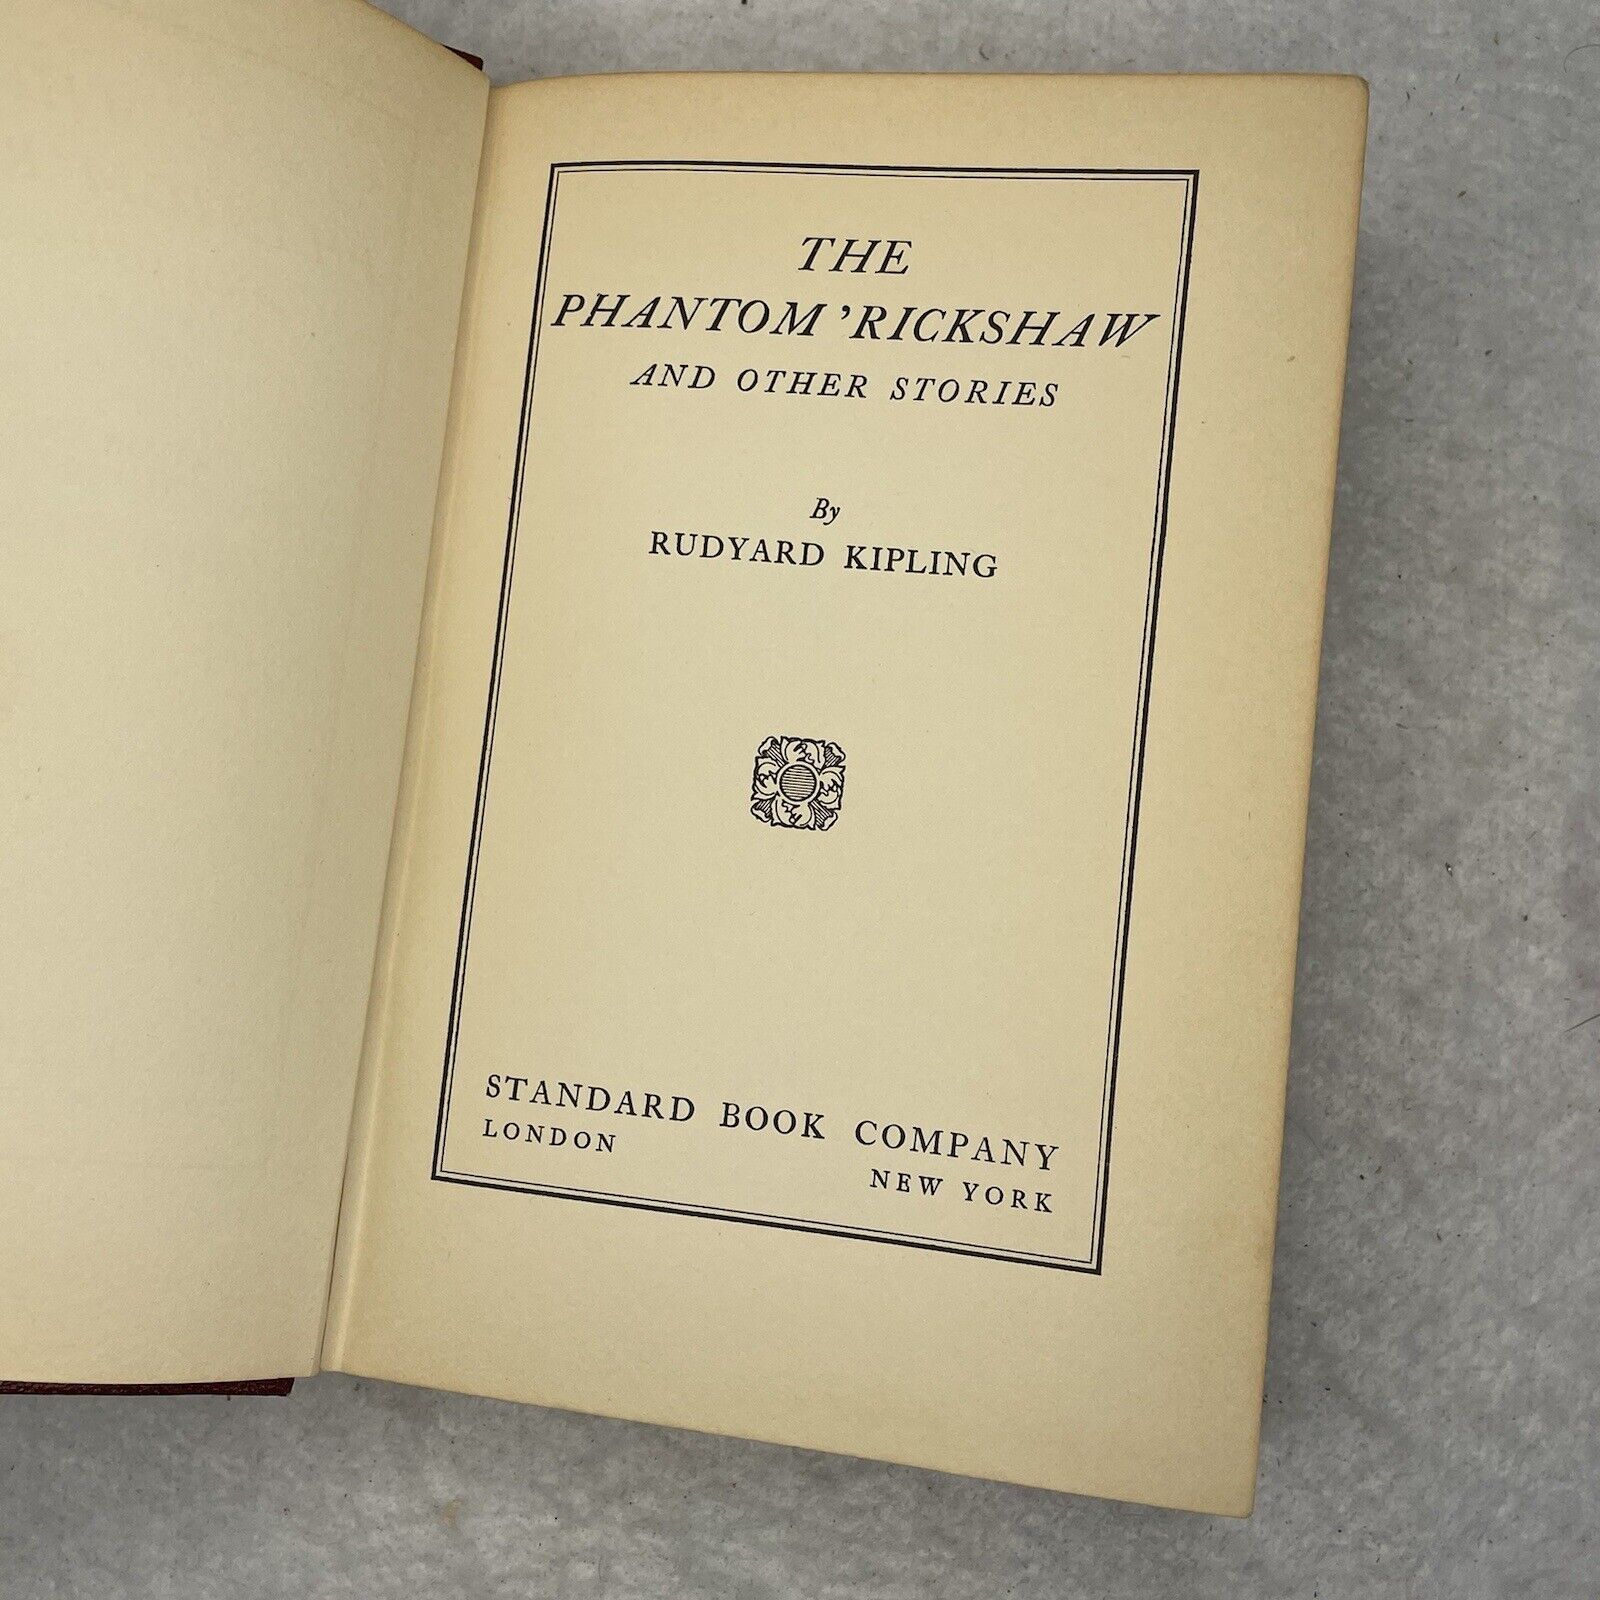 THE
PHANTOM ’RICKSHAW
AND OTHER STORIES
By
RUDYARD KIPLING
STANDARD BOOK COMPANY
LONDON
NEW YORK